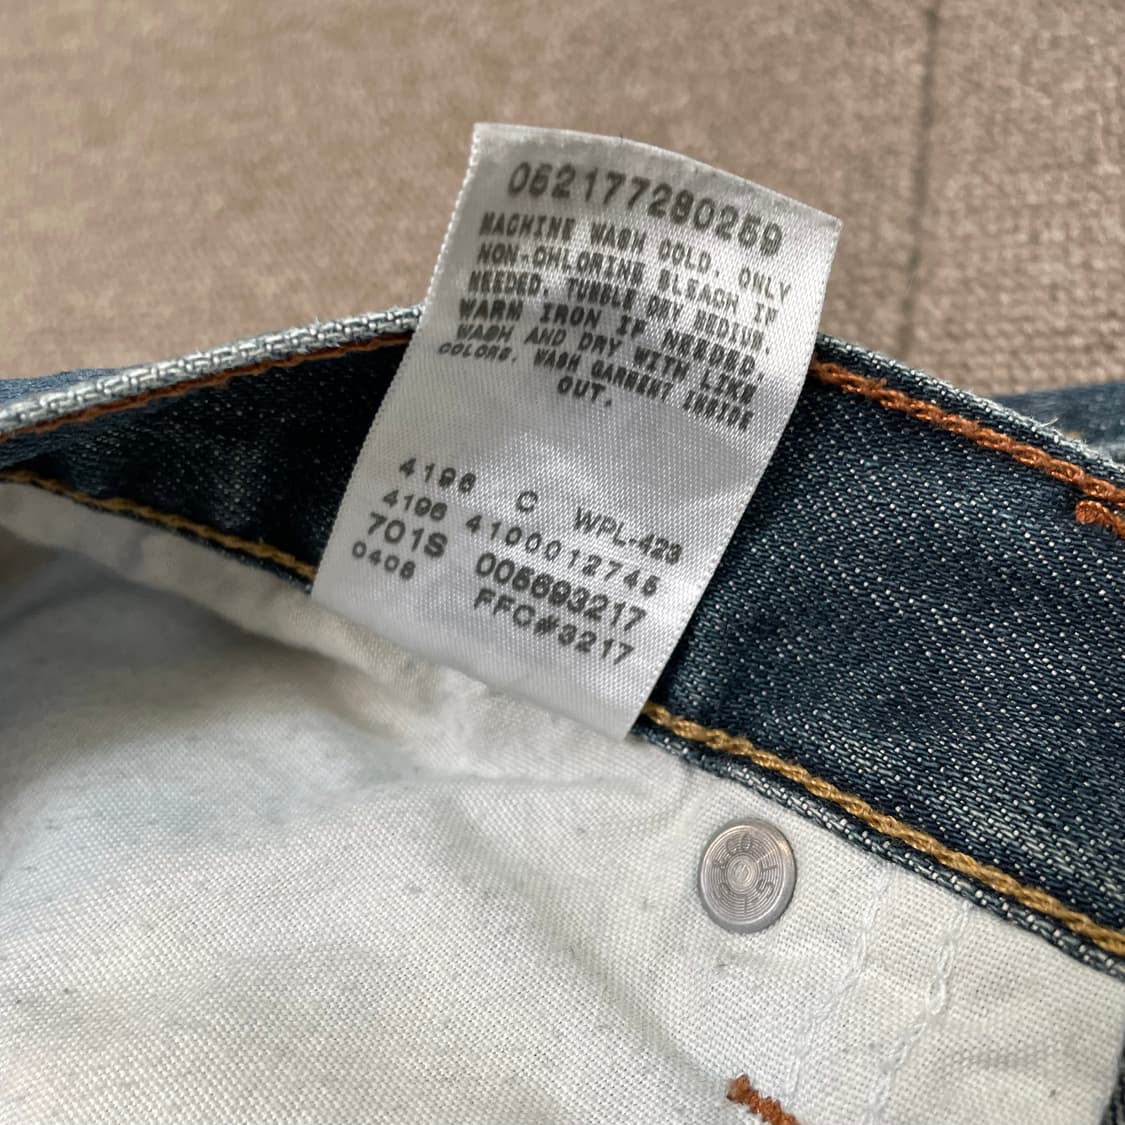 062177280259
MACHINE WASH COLD. ONLY
NON-CHLORINE BLEACH IF
NEEDED. TUMBLE DRY MEDIUM.
WARM IRON IF NEEDED.
WASH AND DRY WITH LIKE
COLORS. WASH GARMENT INSIDE
OUT.
4196 C WPL-423
4196 4100012745
701S 005693217
0408 FFC#3217